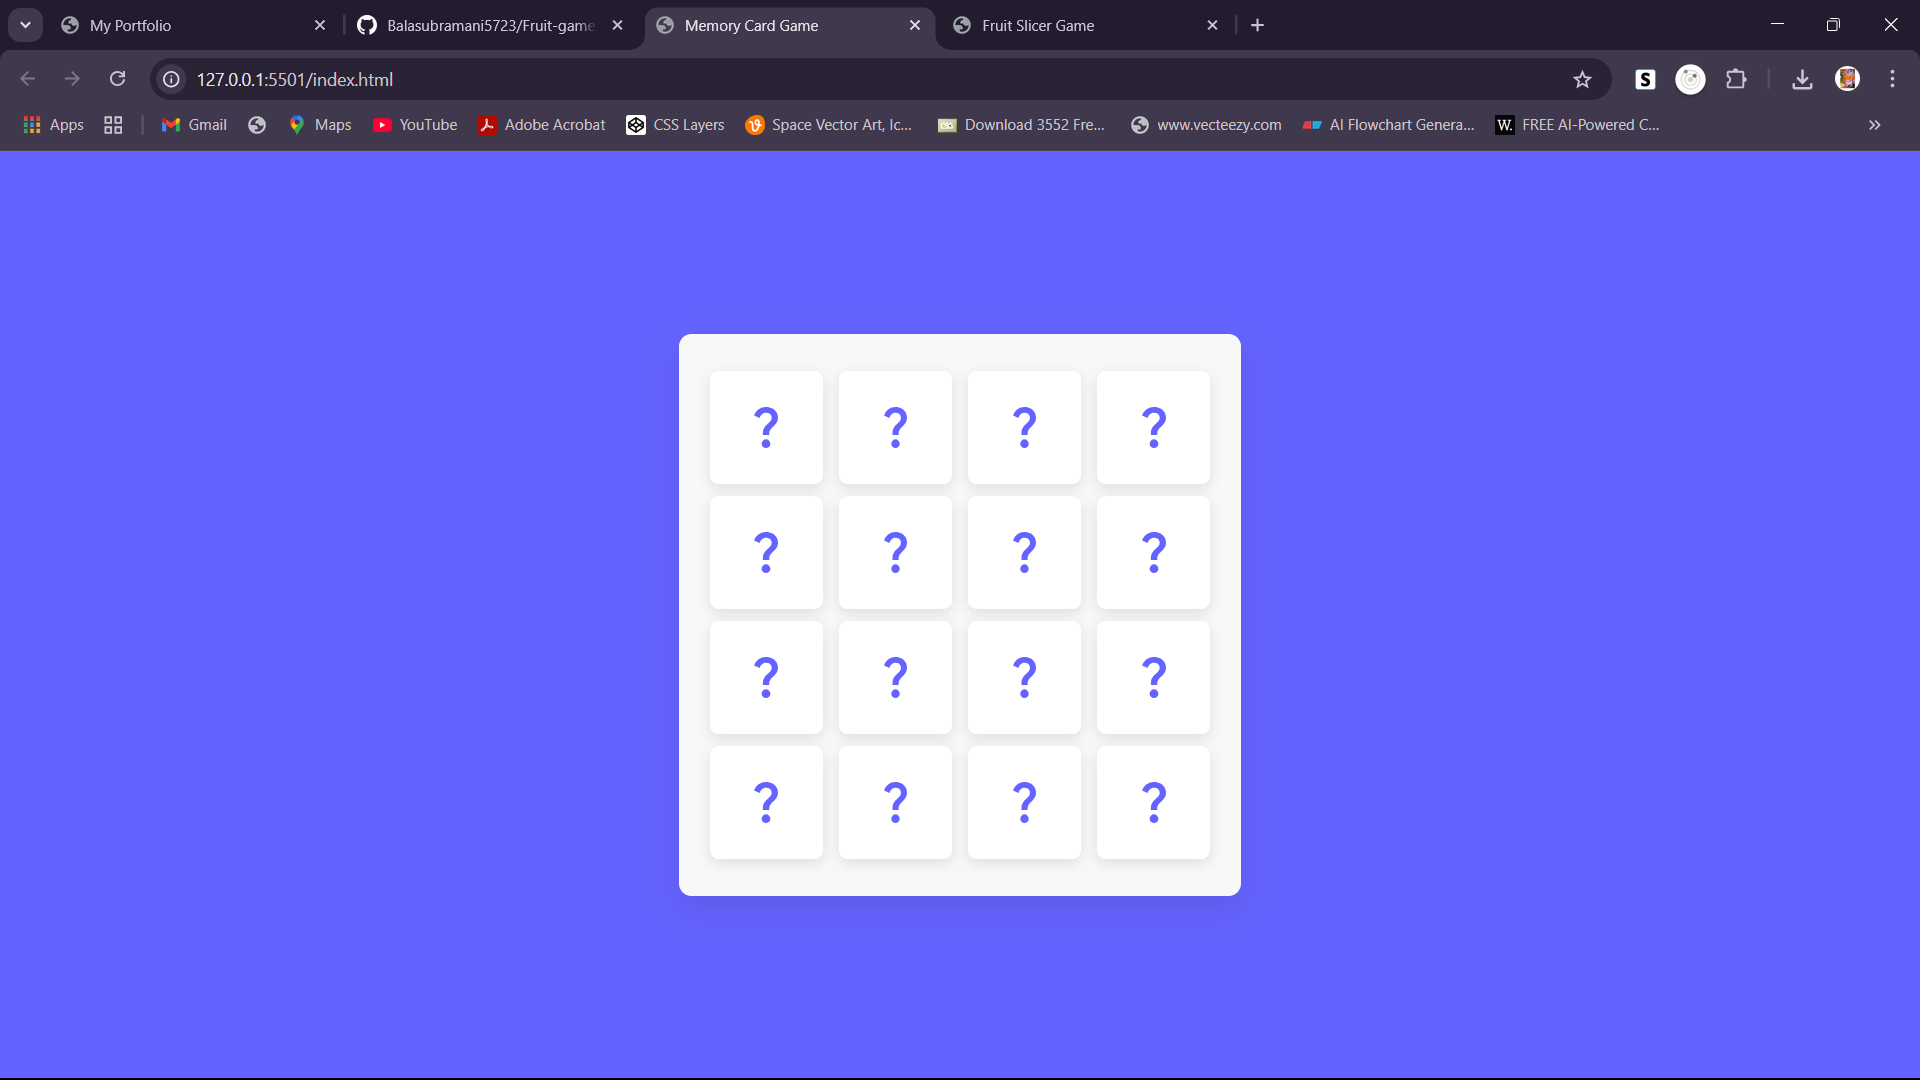 My Portfolio
Balasubramani5723/Fruit-game
Memory Card Game
Fruit Slicer Game
127.0.0.1:5501/index.html
S
Apps
Gmail
Maps
YouTube
Adobe Acrobat
CSS Layers
Space Vector Art, Ic...
Download 3552 Fre...
www.vecteezy.com
AI Flowchart Genera...
W. FREE AI-Powered C...
? ? ? ?
? ? ? ?
? ? ? ?
? ? ? ?